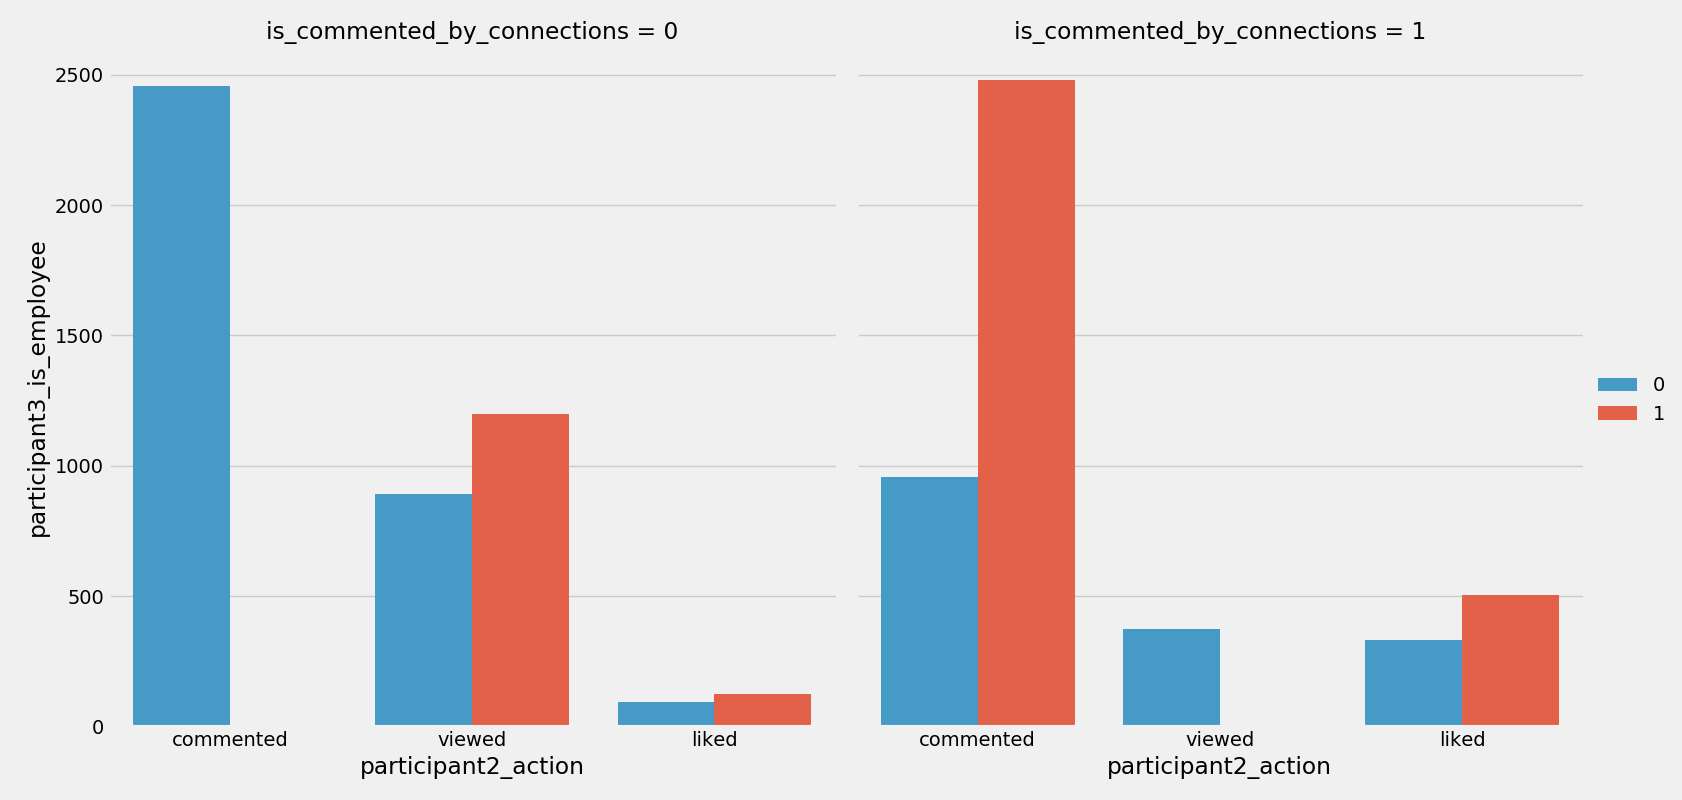 is_commented_by_connections = 0
is_commented_by_connections = 1
participant3_is_employee
2500
2000
1500
1000
500
0
commented viewed liked
commented viewed liked
participant2_action
participant2_action
0
1